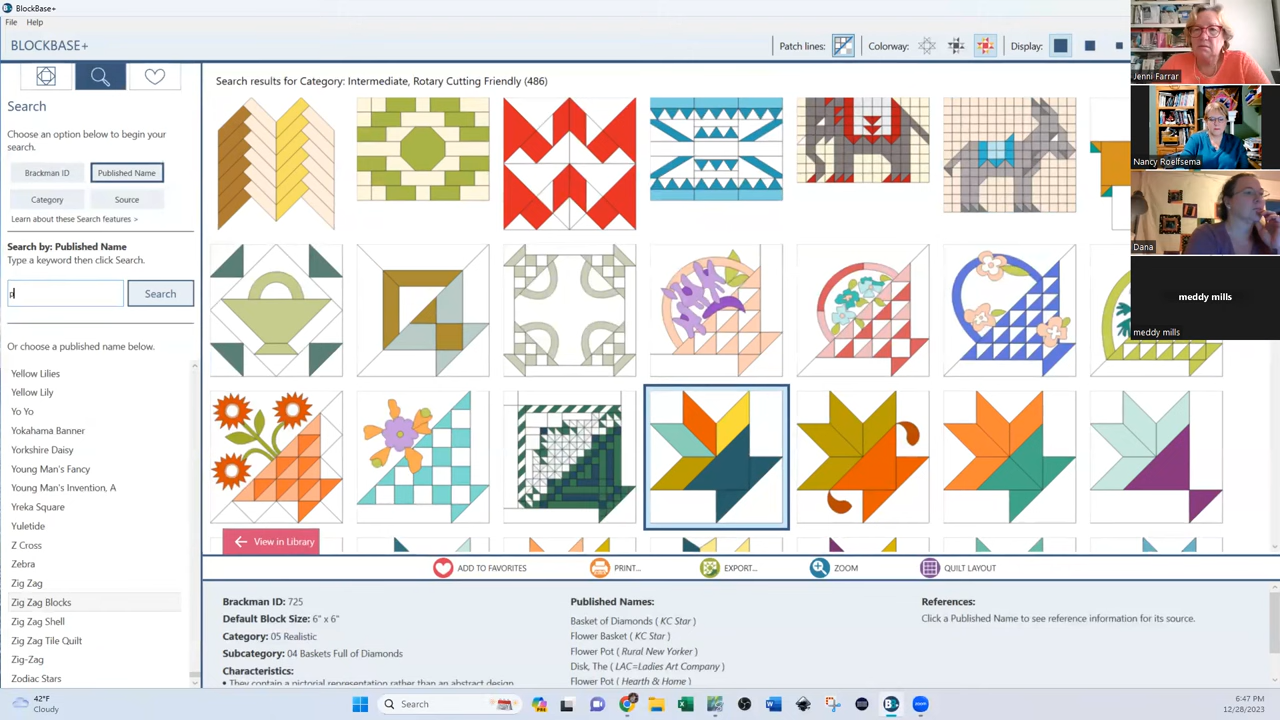 BlockBase+
File Help
BLOCKBASE+
Patch lines: Colorway: Display:
Search
Choose an option below to begin your
search.
Brackman ID Published Name
Category Source
Learn about these Search features >
Search by: Published Name
Type a keyword then click Search.
Search
Or choose a published name below.
Yellow Lilies
Yellow Lily
Yo Yo
Yokahama Banner
Yorkshire Daisy
Young Man's Fancy
Young Man's Invention, A
Yreka Square
Yuletide
Z Cross
Zebra
Zig Zag
Zig Zag Blocks
Zig Zag Shell
Zig Zag Tile Quilt
Zig-Zag
Zodiac Stars
Search results for Category: Intermediate, Rotary Cutting Friendly (486)
View in Library
ADD TO FAVORITES PRINT... EXPORT... ZOOM QUILT LAYOUT
Brackman ID: 725
Default Block Size: 6" x 6"
Category: 05 Realistic
Subcategory: 04 Baskets Full of Diamonds
Characteristics:
• They contain a pictorial representation rather than an abstract design.
Published Names:
Basket of Diamonds ( KC Star )
Flower Basket ( KC Star )
Flower Pot ( Rural New Yorker )
Disk, The ( LAC=Ladies Art Company )
Flower Pot ( Hearth & Home )
References:
Click a Published Name to see reference information for its source.
Jenni Farrar
Nancy Roelfsema
Dana
meddy mills
meddy mills
42°F
Cloudy
Search
6:47 PM
12/28/2023